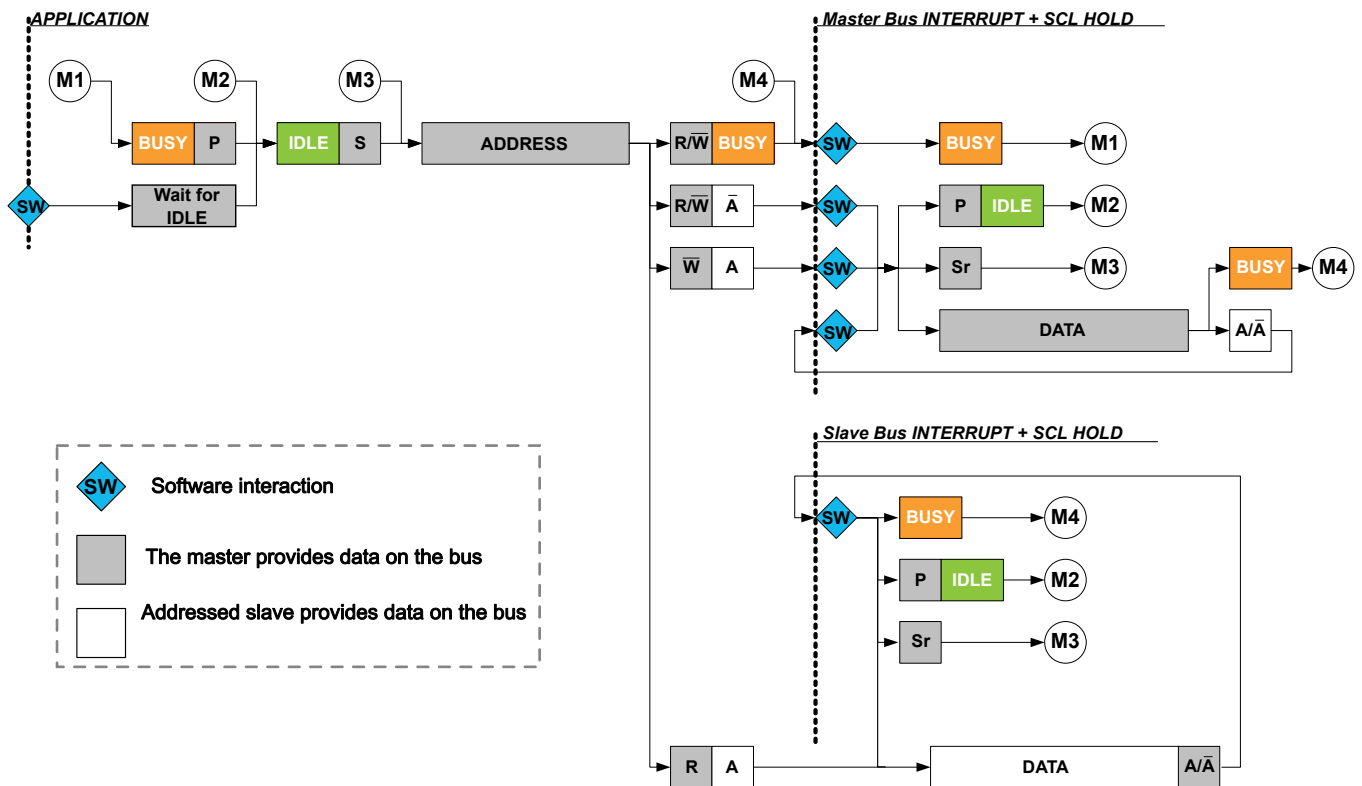 APPLICATION
Master Bus INTERRUPT + SCL HOLD
M1
M2
M3
M4
BUSY P
IDLE S
ADDRESS
R/W̅ BUSY
SW
BUSY
M1
SW
Wait for
IDLE
R/W̅ A̅
SW
P IDLE
M2
W̅ A
SW
Sr
M3
BUSY
M4
SW
DATA
A/A̅
Slave Bus INTERRUPT + SCL HOLD
SW
Software interaction
The master provides data on the bus
Addressed slave provides data on the bus
SW
BUSY
M4
P IDLE
M2
Sr
M3
R A
DATA
A/A̅